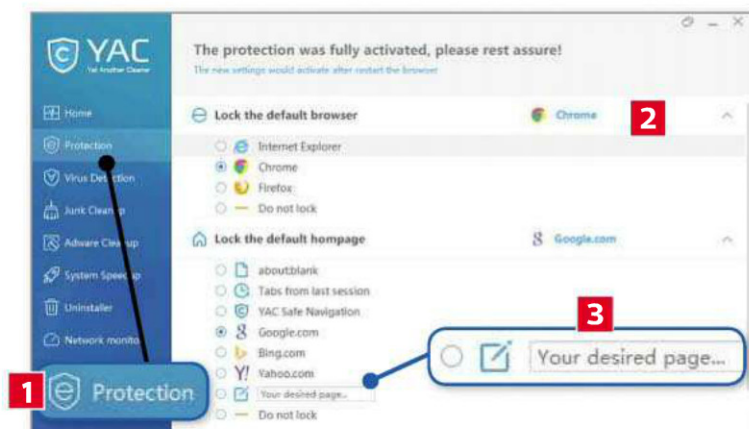 YAC
Yet Another Cleaner
The protection was fully activated, please rest assure!
The new settings would activate after restart the browser
Home
Protection
Virus Detection
Junk Cleanup
Adware Cleanup
System Speedup
Uninstaller
Network monitor
Lock the default browser
Chrome
2
Internet Explorer
Chrome
Firefox
Do not lock
Lock the default hompage
Google.com
about:blank
Tabs from last session
YAC Safe Navigation
Google.com
Bing.com
Yahoo.com
Your desired page...
Do not lock
3
Your desired page...
1
Protection